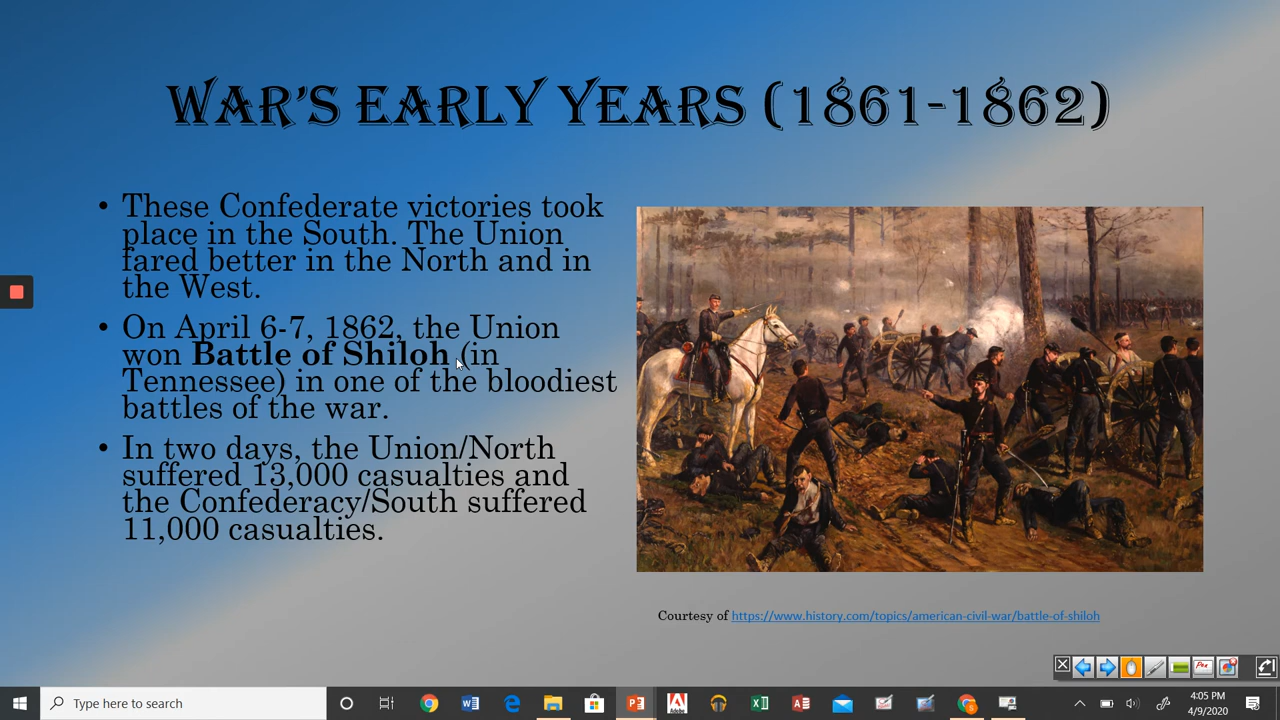 WAR'S EARLY YEARS (1861-1862)
• These Confederate victories took
place in the South. The Union
fared better in the North and in
the West.
• On April 6-7, 1862, the Union
won Battle of Shiloh (in
Tennessee) in one of the bloodiest
battles of the war.
• In two days, the Union/North
suffered 13,000 casualties and
the Confederacy/South suffered
11,000 casualties.
Courtesy of https://www.history.com/topics/american-civil-war/battle-of-shiloh
Type here to search
4:05 PM
4/9/2020